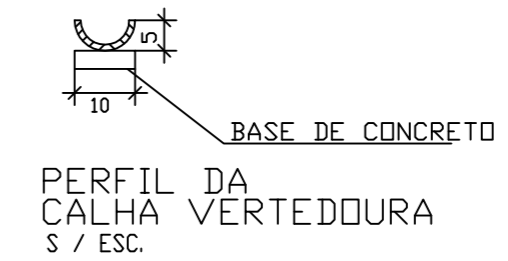 5
10
BASE DE CONCRETO
PERFIL DA
CALHA VERTEDOURA
S / ESC.